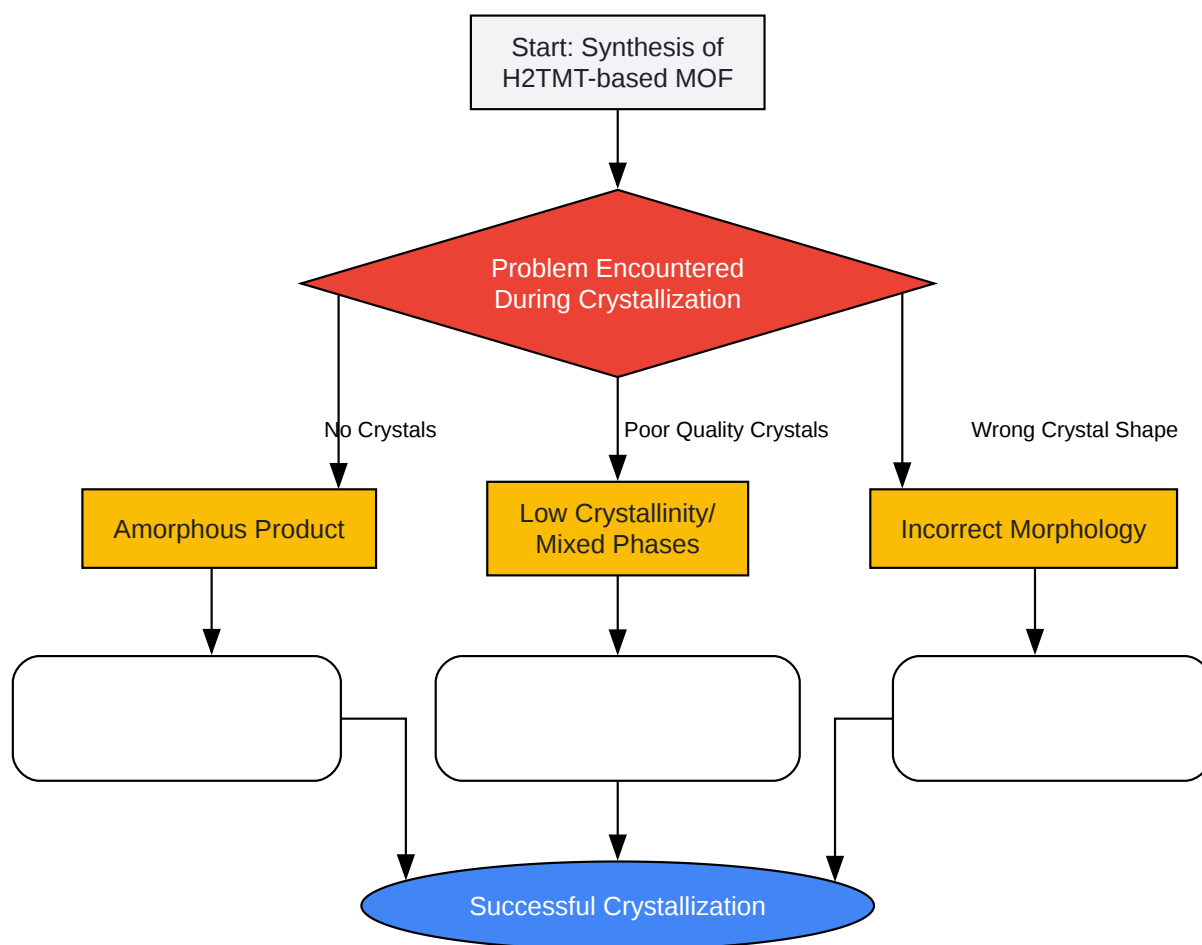 Start: Synthesis of
H2TMT-based MOF
Problem Encountered
During Crystallization
No Crystals
Poor Quality Crystals
Wrong Crystal Shape
Amorphous Product
Low Crystallinity/
Mixed Phases
Incorrect Morphology
Successful Crystallization